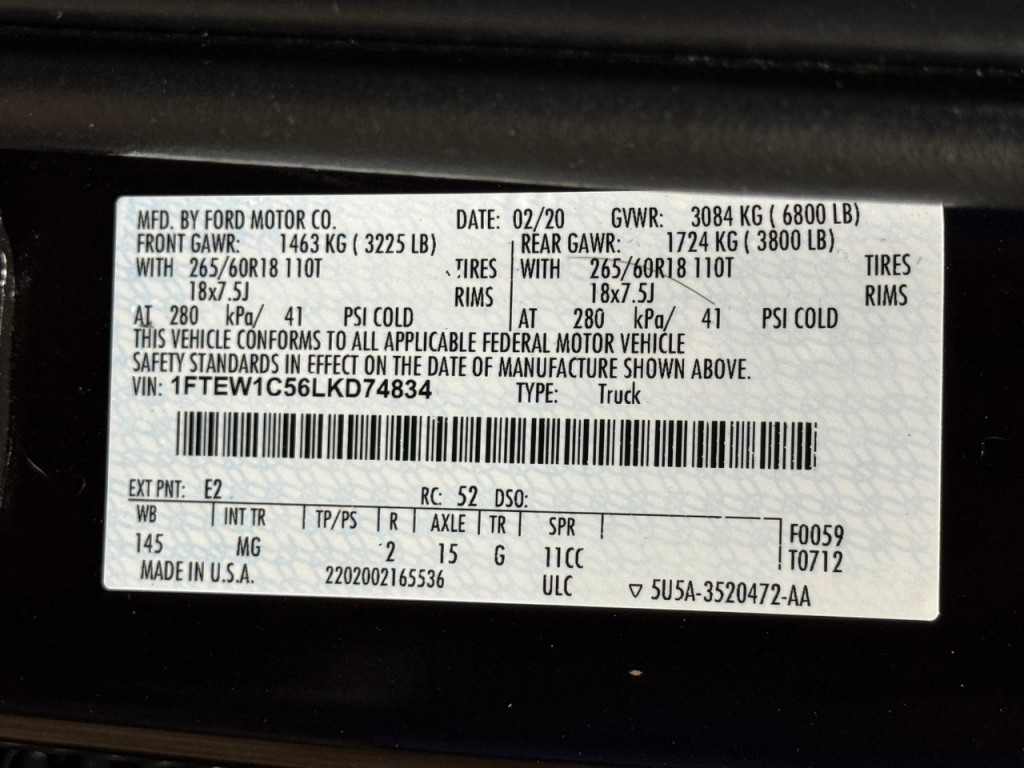 MFD. BY FORD MOTOR CO. DATE: 02/20 GVWR: 3084 KG ( 6800 LB)
FRONT GAWR: 1463 KG ( 3225 LB) REAR GAWR: 1724 KG ( 3800 LB)
WITH 265/60R18 110T TIRES WITH 265/60R18 110T TIRES
18x7.5J RIMS 18x7.5J RIMS
AT 280 kPa/ 41 PSI COLD AT 280 kPa/ 41 PSI COLD
THIS VEHICLE CONFORMS TO ALL APPLICABLE FEDERAL MOTOR VEHICLE
SAFETY STANDARDS IN EFFECT ON THE DATE OF MANUFACTURE SHOWN ABOVE.
VIN: 1FTEW1C56LKD74834 TYPE: Truck
EXT PNT: E2 RC: 52 DSO:
WB INT TR TP/PS R AXLE TR SPR F0059
145 MG 2 15 G 11CC T0712
MADE IN U.S.A. 2202002165536 ULC ▽ 5U5A-3520472-AA